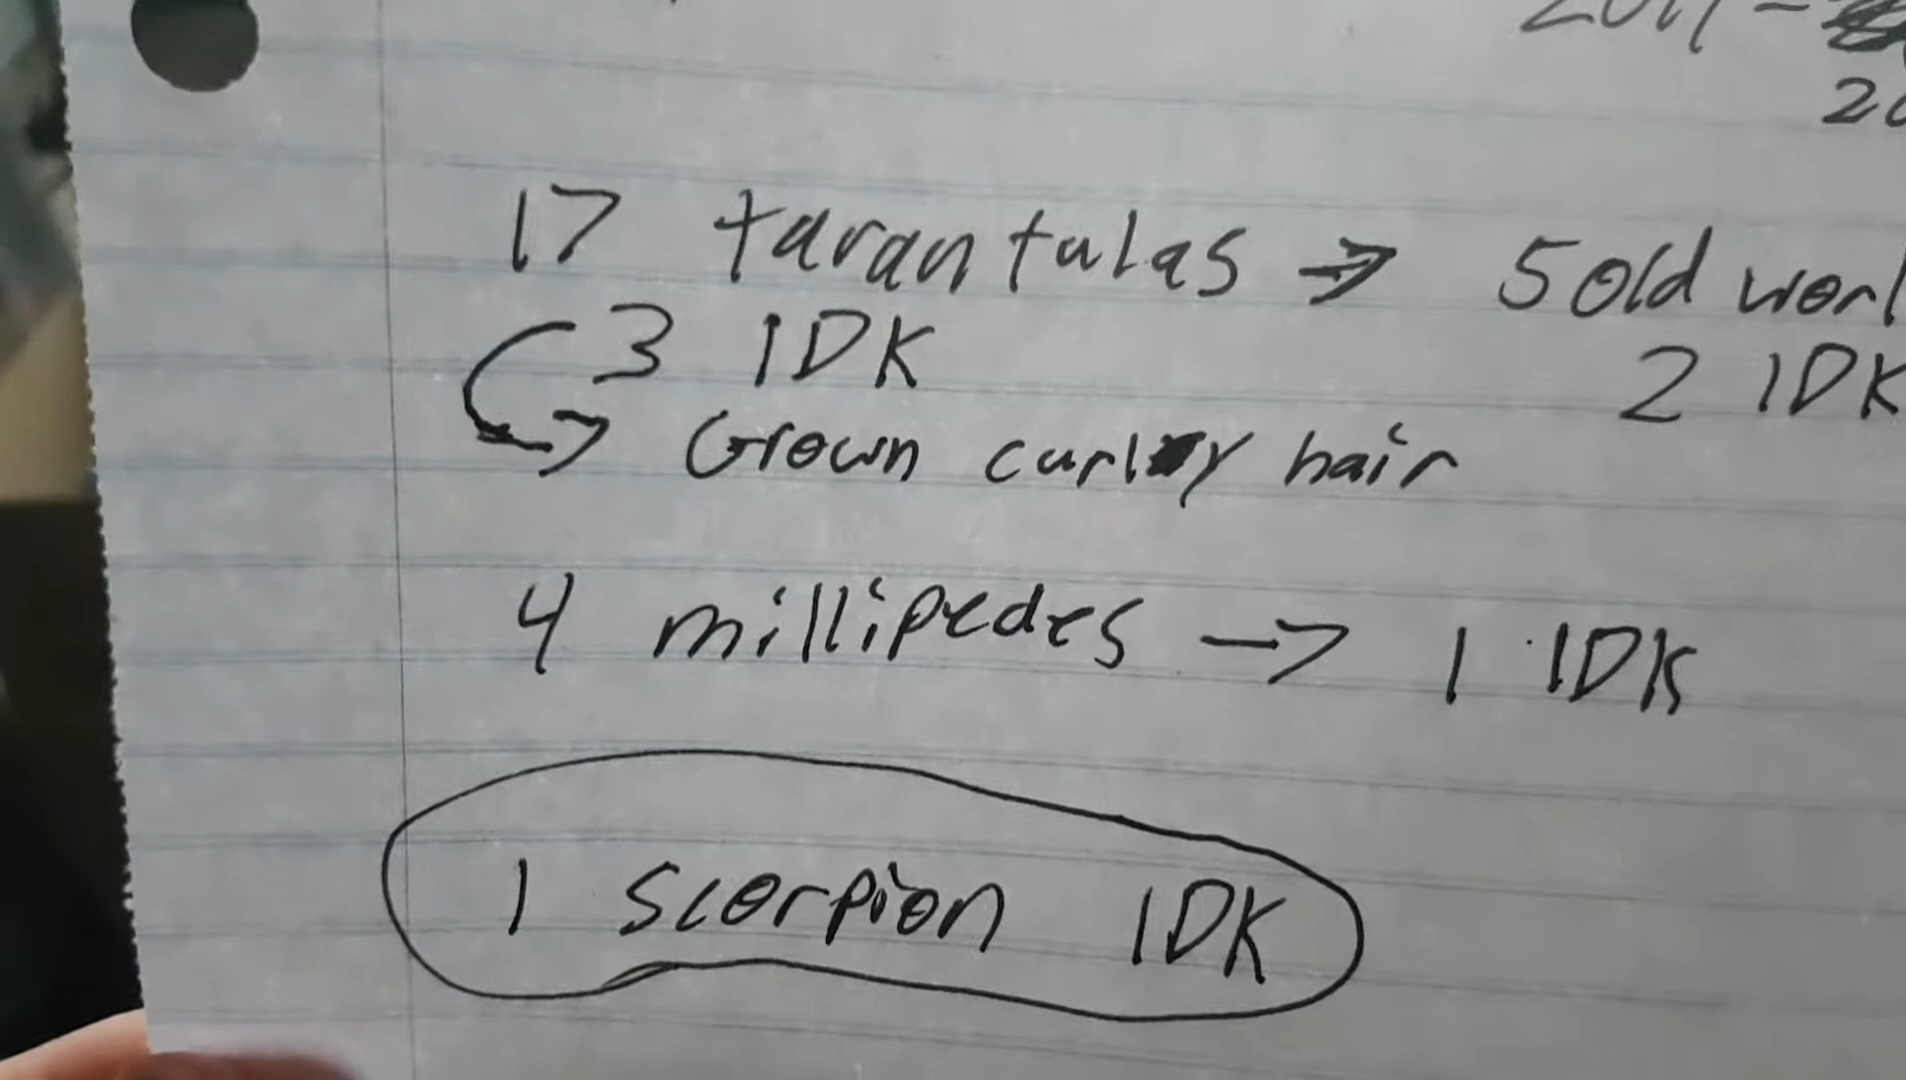 17 tarantulas → 5 old worl
3 IDK
2 IDK
→ Grown curly hair
4 millipedes → 1 IDK
1 scorpion IDK